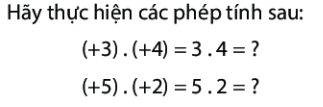 Hãy thực hiện các phép tính sau:
(+3) . (+4) = 3 . 4 = ?
(+5) . (+2) = 5 . 2 = ?